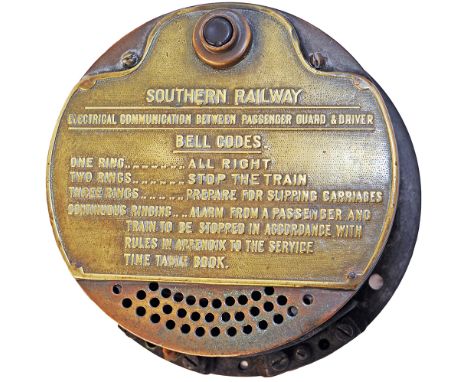 SOUTHERN RAILWAY
ELECTRICAL COMMUNICATION BETWEEN PASSENGER GUARD & DRIVER
BELL CODES.
ONE RING........ALL RIGHT
TWO RINGS.......STOP THE TRAIN
THREE RINGS......PREPARE FOR SLIPPING CARRIAGES
CONTINUOUS RINGING...ALARM FROM A PASSENGER AND
TRAIN TO BE STOPPED IN ACCORDANCE WITH
RULES IN APPENDIX TO THE SERVICE
TIME TABLE BOOK.